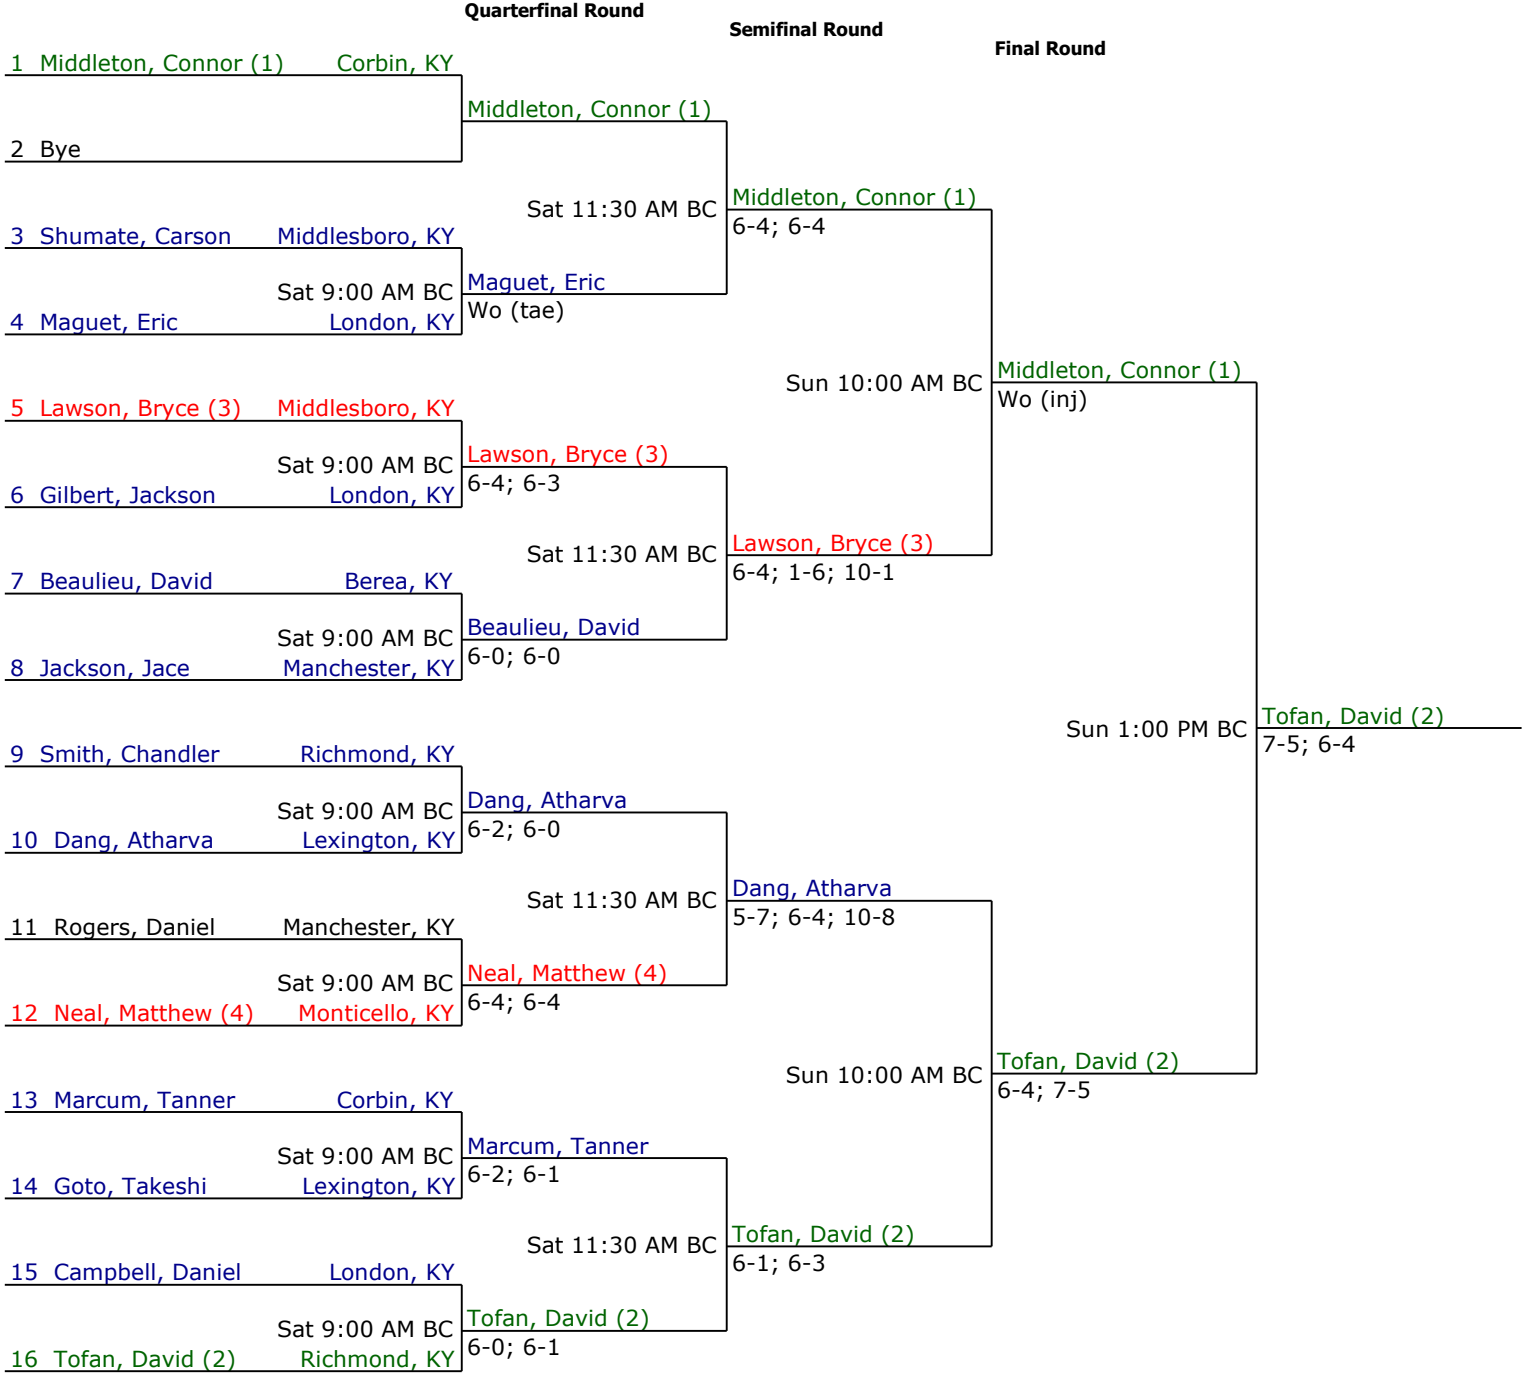 Quarterfinal Round
Semifinal Round
Final Round
1 Middleton, Connor (1) Corbin, KY
Middleton, Connor (1)
2 Bye
Sat 11:30 AM BC
Middleton, Connor (1)
6-4; 6-4
3 Shumate, Carson Middlesboro, KY
Sat 9:00 AM BC
Maguet, Eric
Wo (tae)
4 Maguet, Eric London, KY
Sun 10:00 AM BC
Middleton, Connor (1)
Wo (inj)
5 Lawson, Bryce (3) Middlesboro, KY
Sat 9:00 AM BC
Lawson, Bryce (3)
6-4; 6-3
6 Gilbert, Jackson London, KY
Sat 11:30 AM BC
Lawson, Bryce (3)
6-4; 1-6; 10-1
7 Beaulieu, David Berea, KY
Sat 9:00 AM BC
Beaulieu, David
6-0; 6-0
8 Jackson, Jace Manchester, KY
Sun 1:00 PM BC
Tofan, David (2)
7-5; 6-4
9 Smith, Chandler Richmond, KY
Sat 9:00 AM BC
Dang, Atharva
6-2; 6-0
10 Dang, Atharva Lexington, KY
Sat 11:30 AM BC
Dang, Atharva
5-7; 6-4; 10-8
11 Rogers, Daniel Manchester, KY
Sat 9:00 AM BC
Neal, Matthew (4)
6-4; 6-4
12 Neal, Matthew (4) Monticello, KY
Sun 10:00 AM BC
Tofan, David (2)
6-4; 7-5
13 Marcum, Tanner Corbin, KY
Sat 9:00 AM BC
Marcum, Tanner
6-2; 6-1
14 Goto, Takeshi Lexington, KY
Sat 11:30 AM BC
Tofan, David (2)
6-1; 6-3
15 Campbell, Daniel London, KY
Sat 9:00 AM BC
Tofan, David (2)
6-0; 6-1
16 Tofan, David (2) Richmond, KY